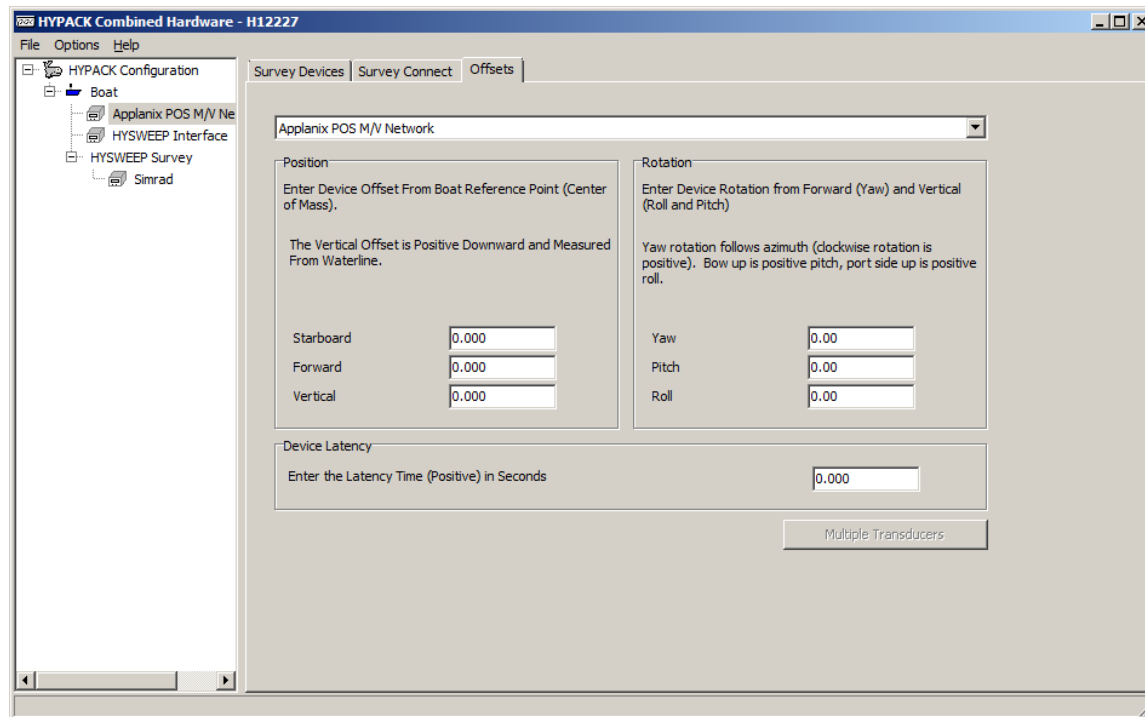 HYPACK Combined Hardware - H12227
File Options Help
HYPACK Configuration
Boat
Applanix POS M/V Ne
HYSWEEP Interface
HYSWEEP Survey
Simrad
Survey Devices Survey Connect Offsets
Applanix POS M/V Network
Position
Enter Device Offset From Boat Reference Point (Center
of Mass).
The Vertical Offset is Positive Downward and Measured
From Waterline.
Starboard 0.000
Forward 0.000
Vertical 0.000
Rotation
Enter Device Rotation from Forward (Yaw) and Vertical
(Roll and Pitch)
Yaw rotation follows azimuth (clockwise rotation is
positive). Bow up is positive pitch, port side up is positive
roll.
Yaw 0.00
Pitch 0.00
Roll 0.00
Device Latency
Enter the Latency Time (Positive) in Seconds 0.000
Multiple Transducers